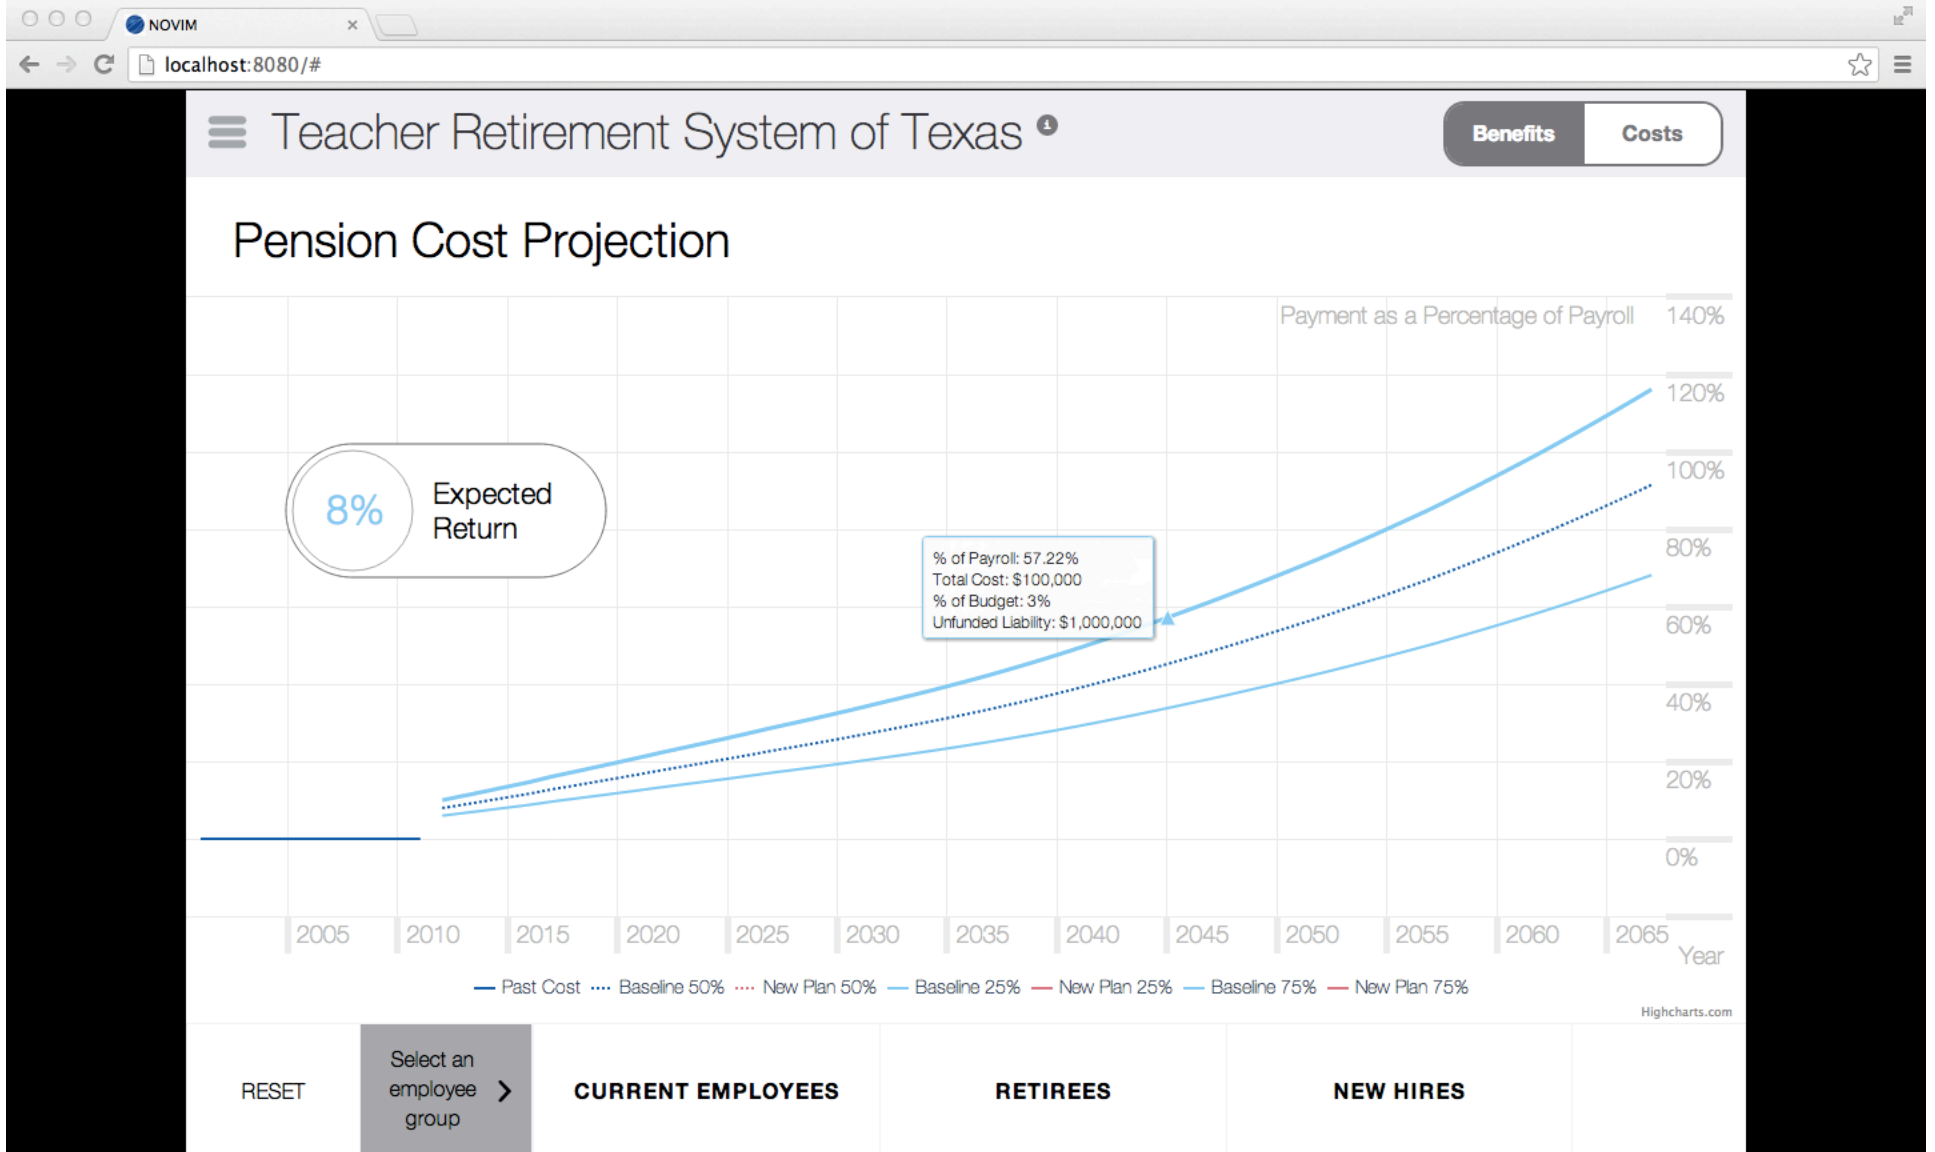 NOVIM
localhost:8080/#
Teacher Retirement System of Texas
Benefits
Costs
Pension Cost Projection
Payment as a Percentage of Payroll
140%
120%
100%
80%
60%
40%
20%
0%
8%
Expected
Return
% of Payroll: 57.22%
Total Cost: $100,000
% of Budget: 3%
Unfunded Liability: $1,000,000
2005 2010 2015 2020 2025 2030 2035 2040 2045 2050 2055 2060 2065
Year
Past Cost Baseline 50% New Plan 50% Baseline 25% New Plan 25% Baseline 75% New Plan 75%
Highcharts.com
RESET
Select an
employee
group
CURRENT EMPLOYEES
RETIREES
NEW HIRES